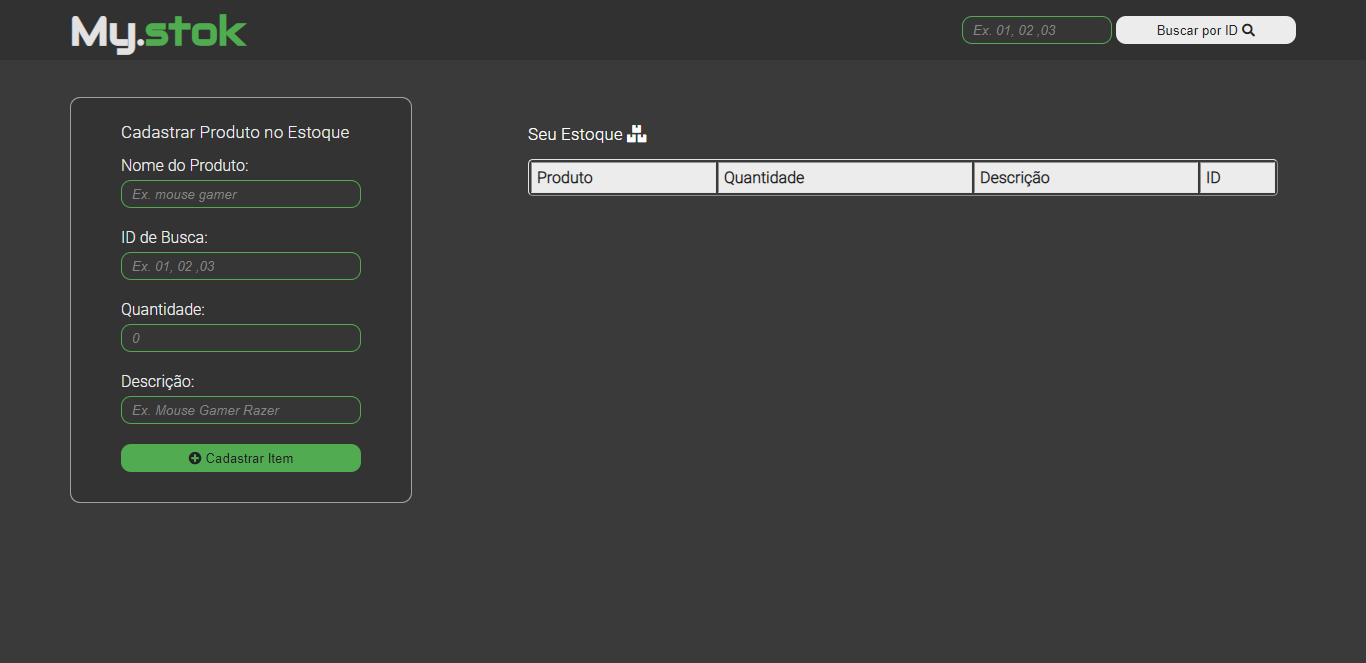 My.stok
Ex. 01, 02 ,03
Buscar por ID
Cadastrar Produto no Estoque
Nome do Produto:
Ex. mouse gamer
ID de Busca:
Ex. 01, 02 ,03
Quantidade:
0
Descrição:
Ex. Mouse Gamer Razer
Cadastrar Item
Seu Estoque
Produto Quantidade Descrição ID